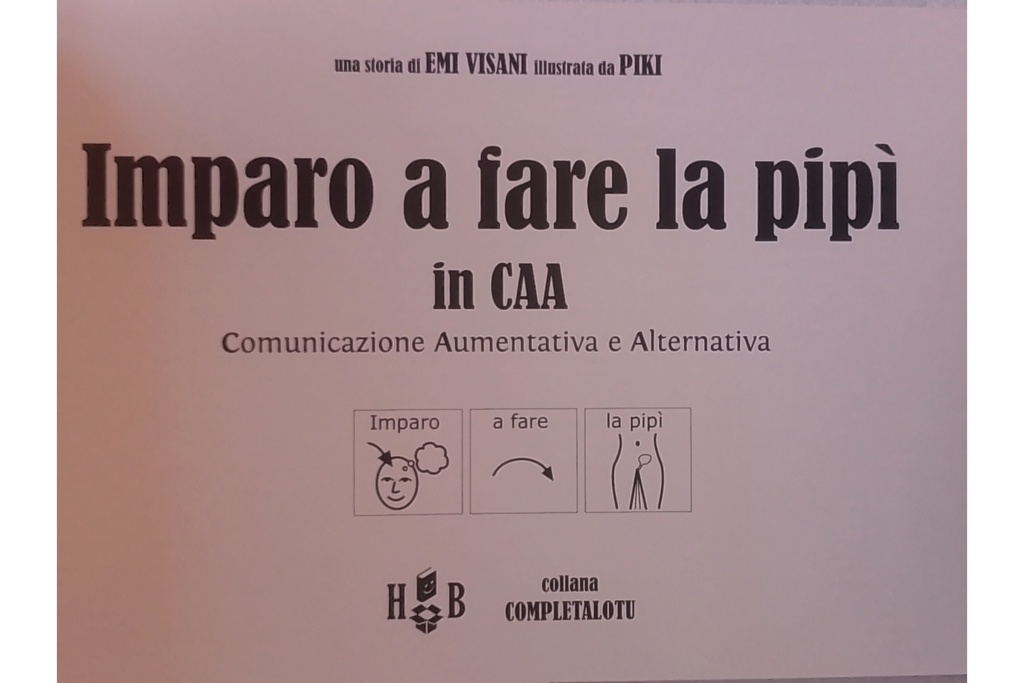 una storia di EMI VISANI illustrata da PIKI
Imparo a fare la pipì
in CAA
Comunicazione Aumentativa e Alternativa
Imparo a fare la pipì
H B
collana
COMPLETALOTU